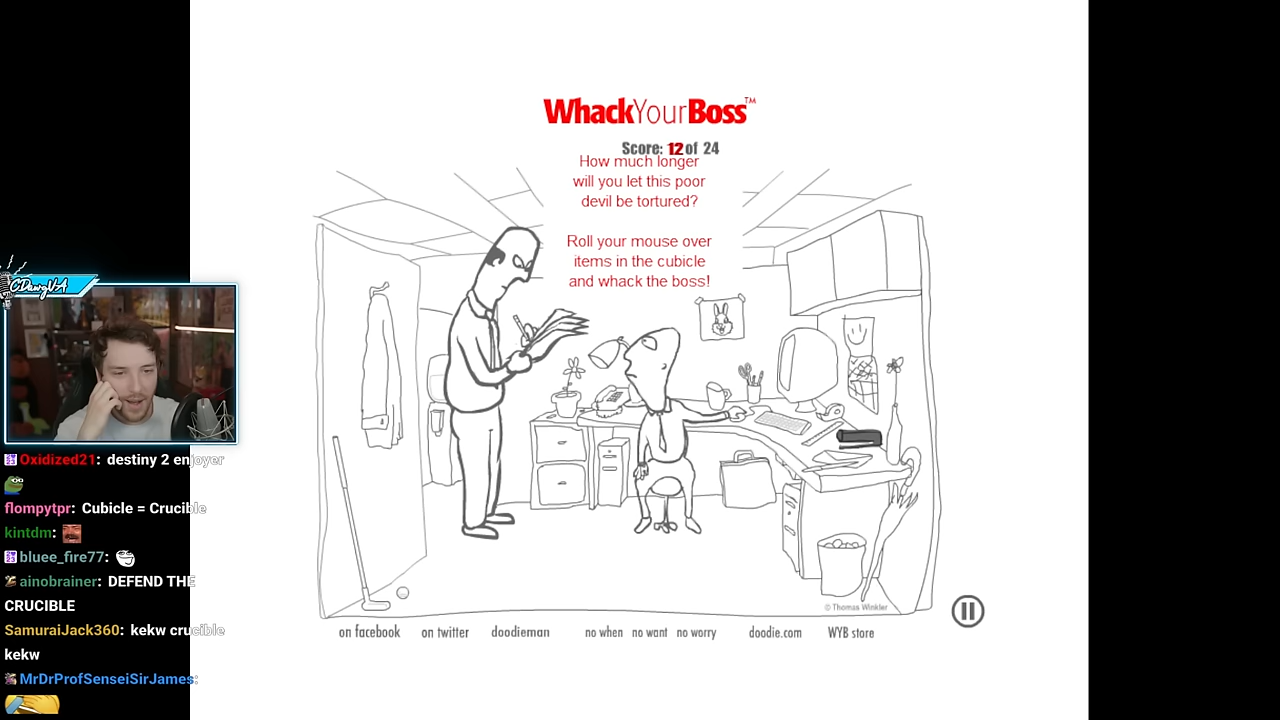 WhackYourBoss™
Score: 12 of 24
How much longer
will you let this poor
devil be tortured?
Roll your mouse over
items in the cubicle
and whack the boss!
CDawgVA
Oxidized21: destiny 2 enjoyer
flompytpr: Cubicle = Crucible
kintdm:
bluee_fire77:
ainobrainer: DEFEND THE
CRUCIBLE
SamuraiJack360: kekw crucible
kekw
MrDrProfSenseiSirJames:
© Thomas Winkler
on facebook on twitter doodieman no when no want no worry doodie.com WYB store